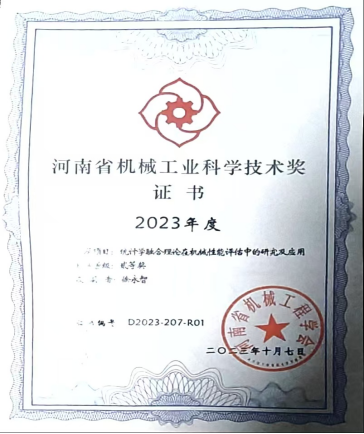 河南省机械工业科学技术奖
证 书
2023年度
统计学融合理论在机械性能评估中的研究及应用
贰等奖
者: 徐永智
编号 D2023-207-R01
河南省机械工程学会
二〇二三年十月七日